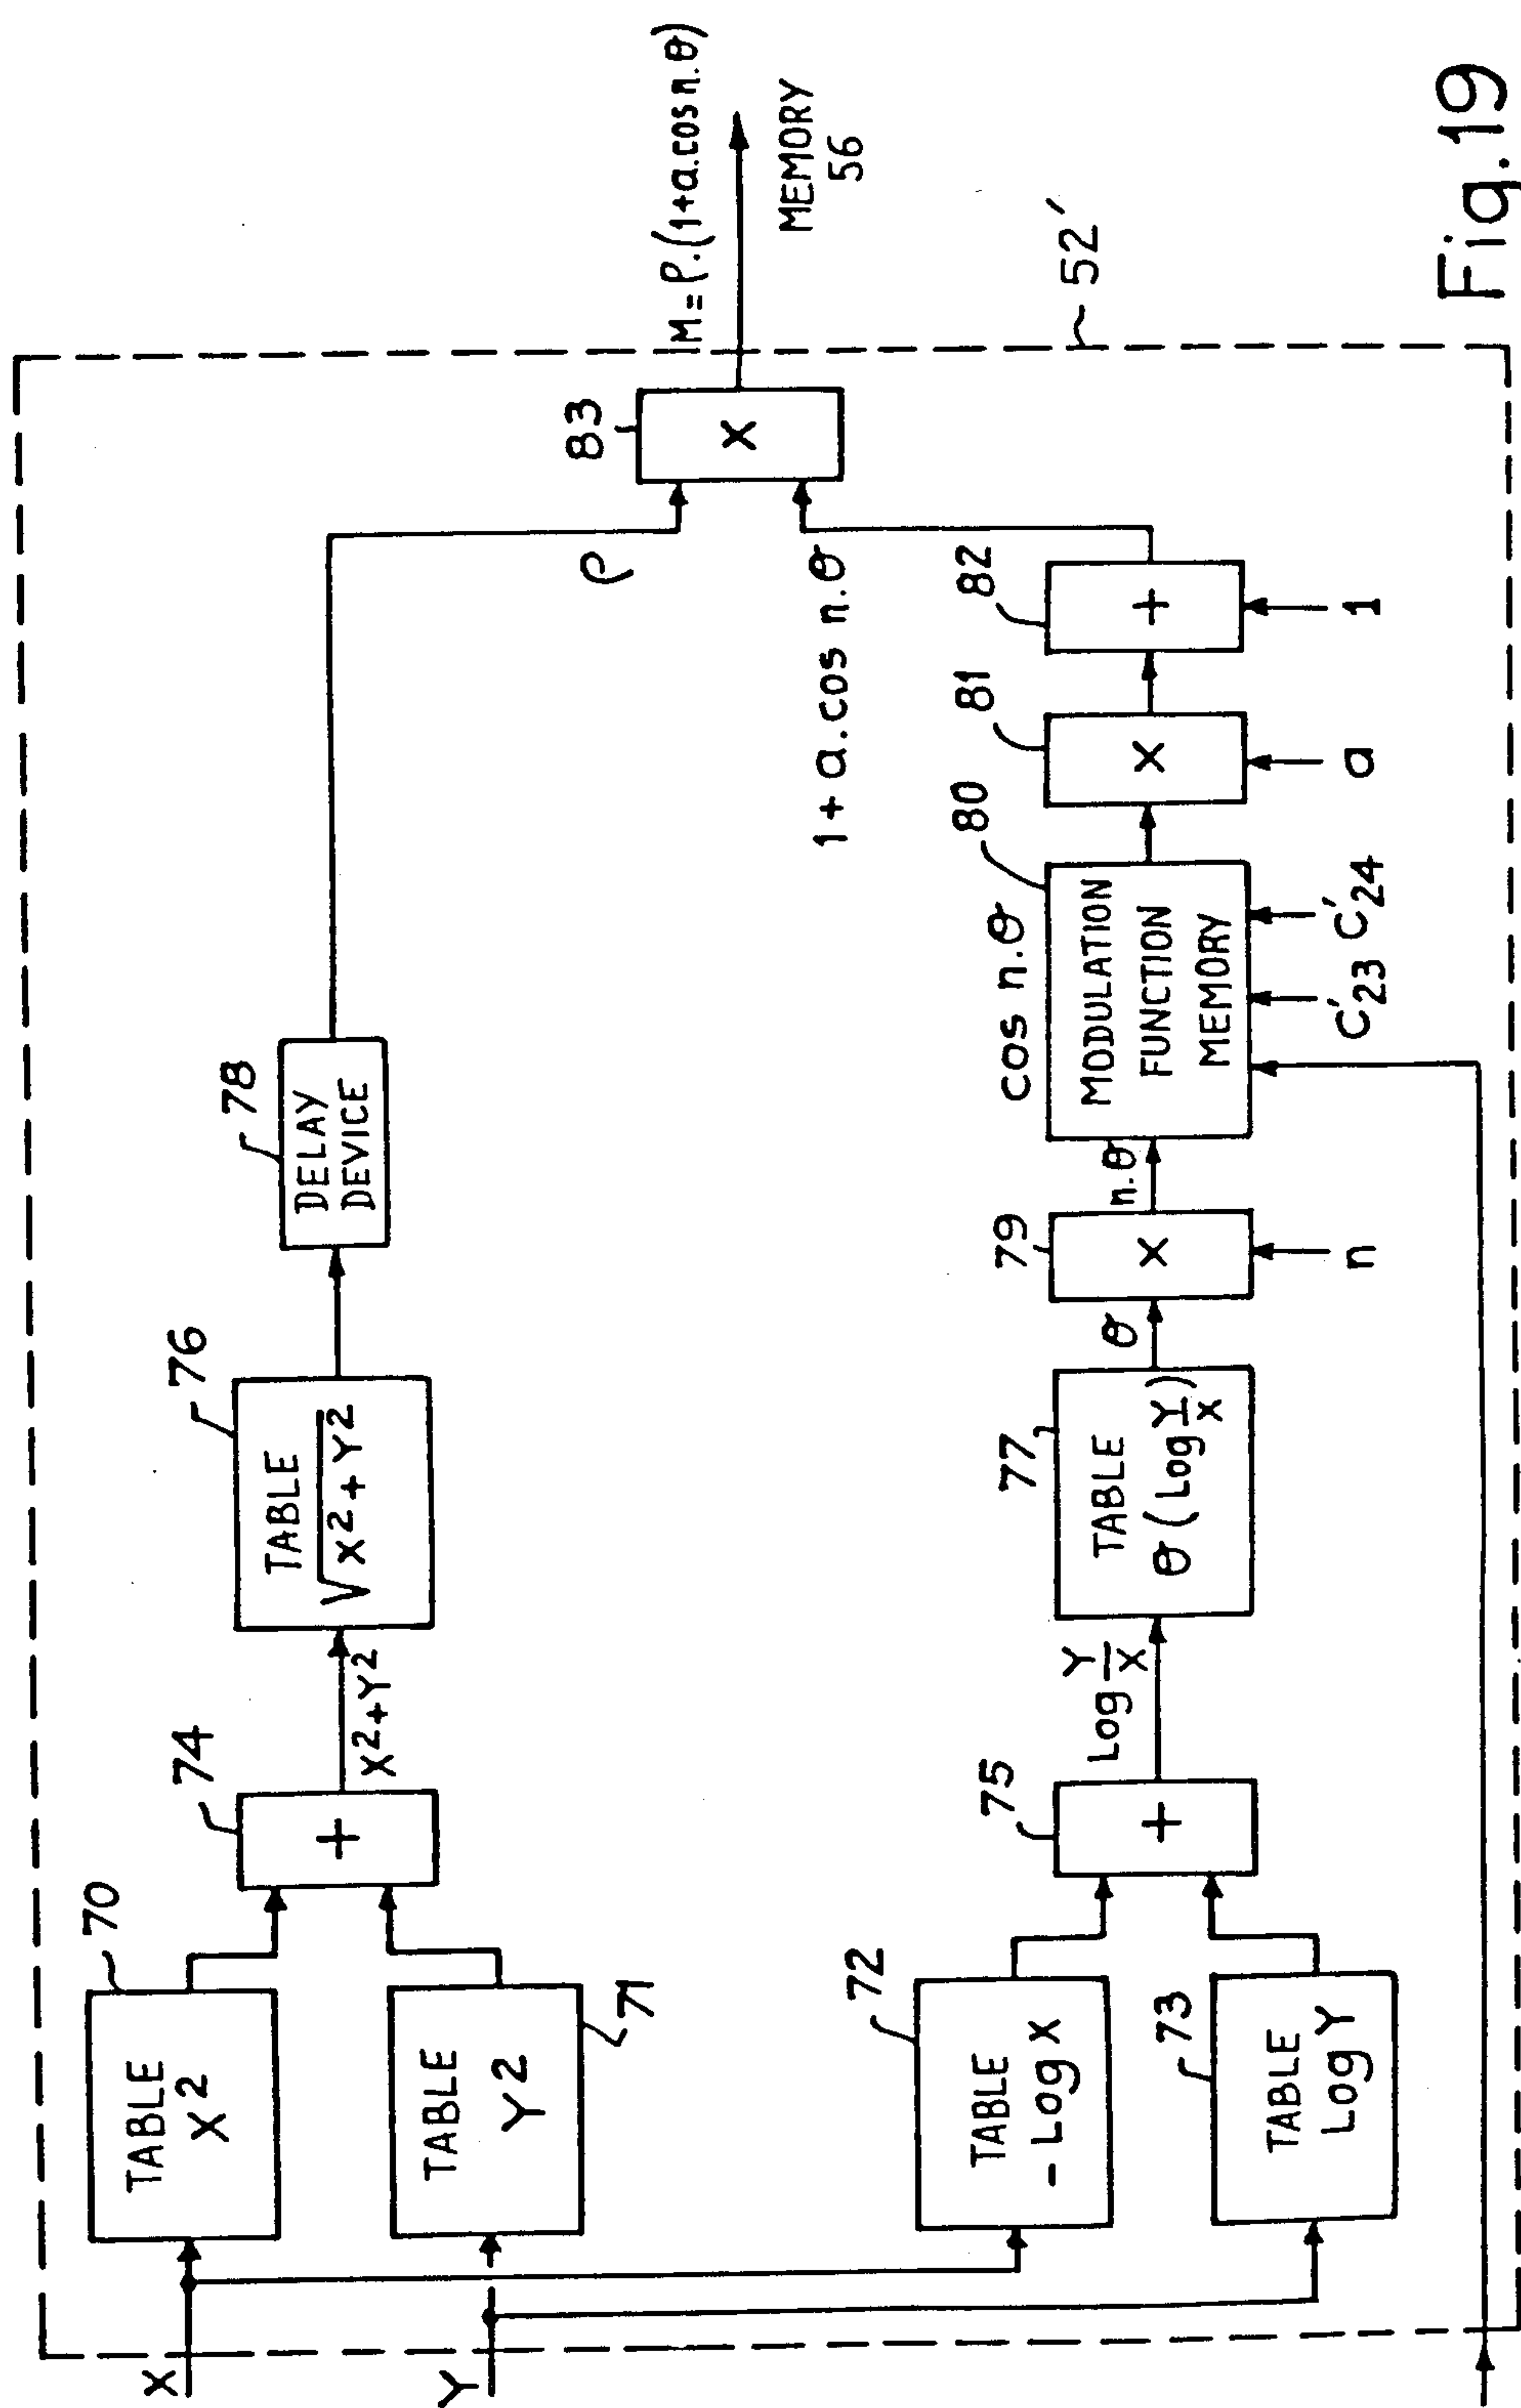 X
Y
TABLE
X²
70
TABLE
Y²
71
TABLE
- Log X
72
TABLE
Log Y
73
+
74
X²+Y²
+
75
Log Y/X
TABLE
√X²+Y²
76
TABLE
θ (Log Y/X)
77
θ
DELAY
DEVICE
78
X
79
n
n.θ
cos n.θ
80
MODULATION
FUNCTION
MEMORY
C'23 C'24
X
81
a
+
82
1
ρ
1+a.cos n.θ
83
X
M=ρ.(1+a.cos n.θ)
MEMORY
56
52'
Fig.19